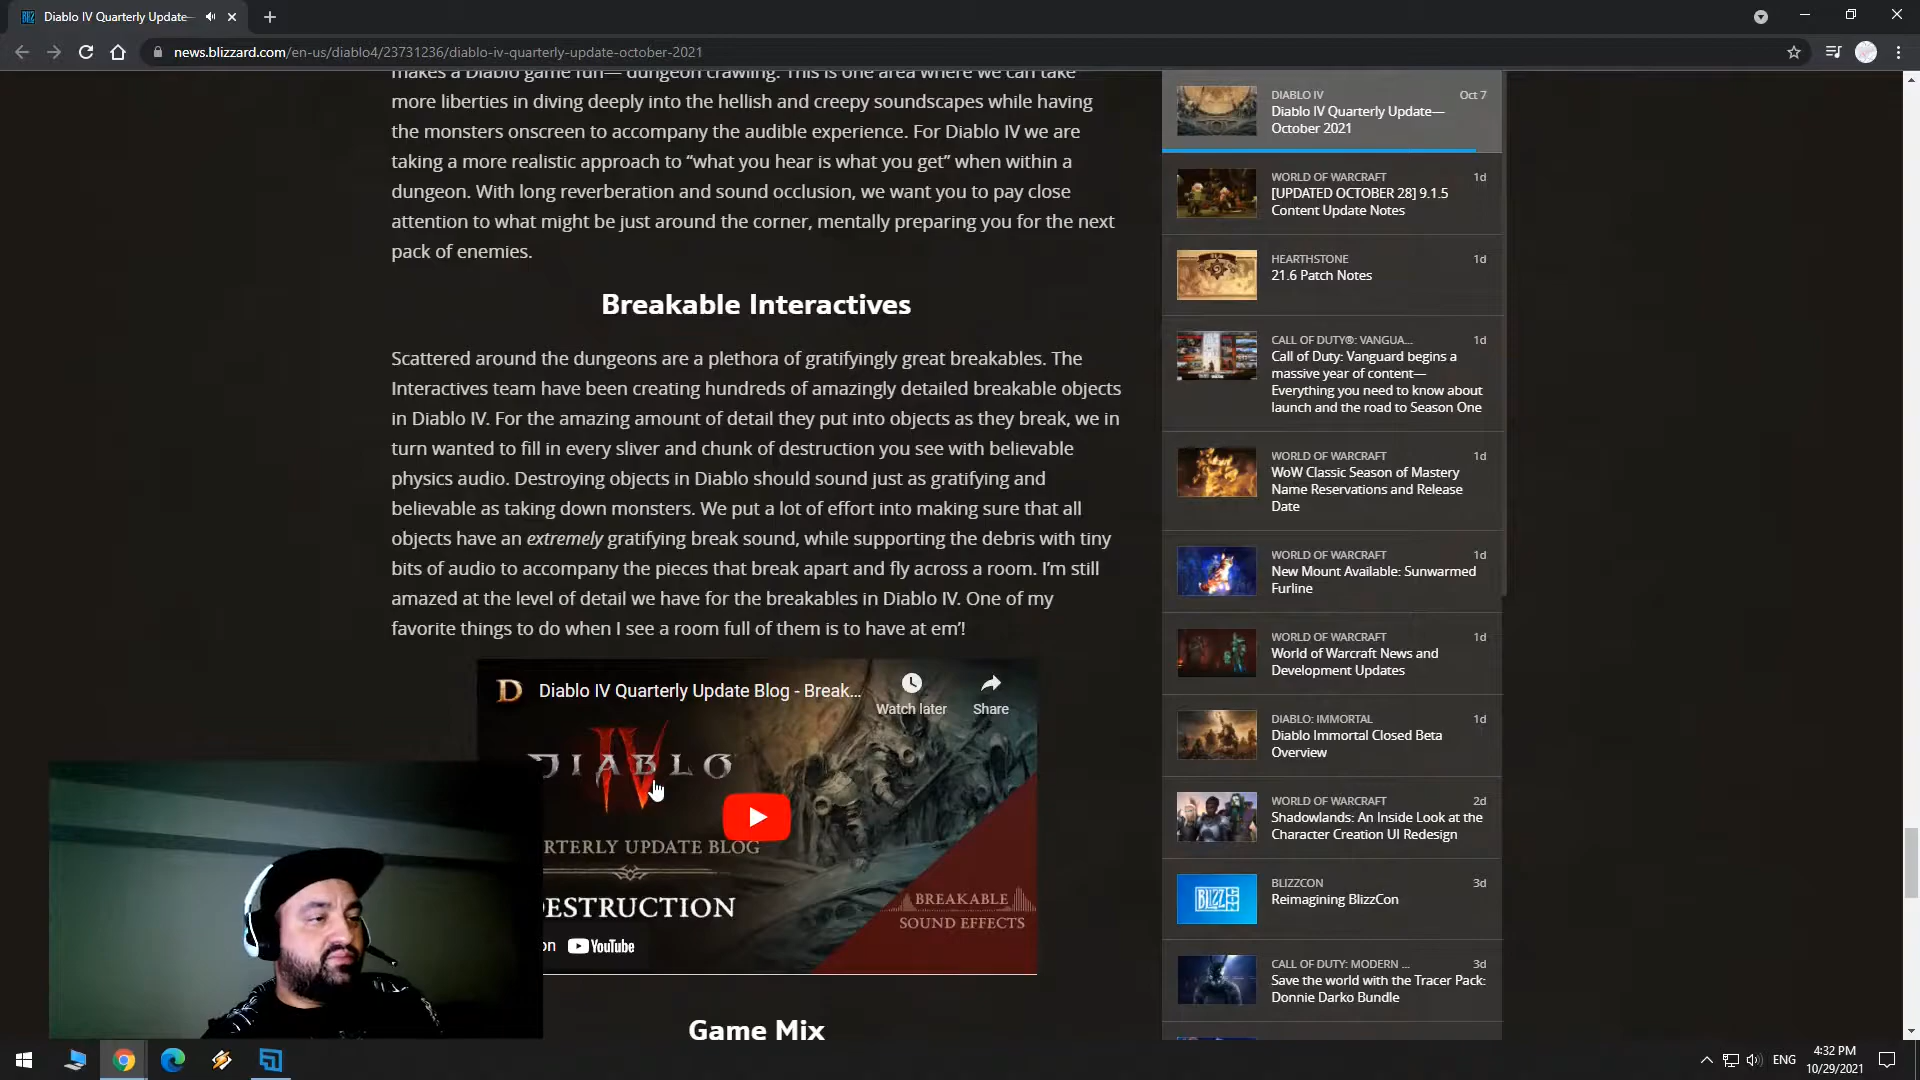 Diablo IV Quarterly Update—
news.blizzard.com/en-us/diablo4/23731236/diablo-iv-quarterly-update-october-2021
makes a Diablo game fun— dungeon crawling. This is one area where we can take
more liberties in diving deeply into the hellish and creepy soundscapes while having
the monsters onscreen to accompany the audible experience. For Diablo IV we are
taking a more realistic approach to “what you hear is what you get” when within a
dungeon. With long reverberation and sound occlusion, we want you to pay close
attention to what might be just around the corner, mentally preparing you for the next
pack of enemies.
Breakable Interactives
Scattered around the dungeons are a plethora of gratifyingly great breakables. The
Interactives team have been creating hundreds of amazingly detailed breakable objects
in Diablo IV. For the amazing amount of detail they put into objects as they break, we in
turn wanted to fill in every sliver and chunk of destruction you see with believable
physics audio. Destroying objects in Diablo should sound just as gratifying and
believable as taking down monsters. We put a lot of effort into making sure that all
objects have an extremely gratifying break sound, while supporting the debris with tiny
bits of audio to accompany the pieces that break apart and fly across a room. I’m still
amazed at the level of detail we have for the breakables in Diablo IV. One of my
favorite things to do when I see a room full of them is to have at em’!
D
Diablo IV Quarterly Update Blog - Break...
Watch later
Share
DIABLO
IV
RTERLY UPDATE BLOG
ESTRUCTION
BREAKABLE
SOUND EFFECTS
on YouTube
Game Mix
DIABLO IV Oct 7
Diablo IV Quarterly Update—
October 2021
WORLD OF WARCRAFT 1d
[UPDATED OCTOBER 28] 9.1.5
Content Update Notes
HEARTHSTONE 1d
21.6 Patch Notes
CALL OF DUTY®: VANGUA... 1d
Call of Duty: Vanguard begins a
massive year of content—
Everything you need to know about
launch and the road to Season One
WORLD OF WARCRAFT 1d
WoW Classic Season of Mastery
Name Reservations and Release
Date
WORLD OF WARCRAFT 1d
New Mount Available: Sunwarmed
Furline
WORLD OF WARCRAFT 1d
World of Warcraft News and
Development Updates
DIABLO: IMMORTAL 1d
Diablo Immortal Closed Beta
Overview
WORLD OF WARCRAFT 2d
Shadowlands: An Inside Look at the
Character Creation UI Redesign
BLIZZCON 3d
Reimagining BlizzCon
CALL OF DUTY: MODERN ... 3d
Save the world with the Tracer Pack:
Donnie Darko Bundle
ENG
4:32 PM
10/29/2021